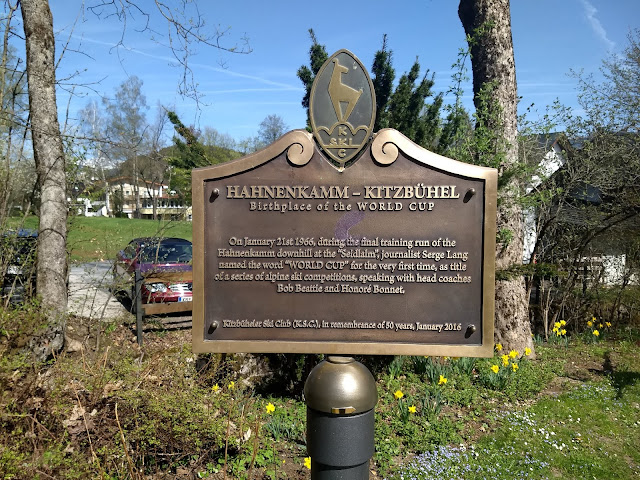 K
SKI
C
HAHNENKAMM – KITZBÜHEL
Birthplace of the WORLD CUP
On January 21st 1966, during the final training run of the
Hahnenkamm downhill at the "Seidlalm", journalist Serge Lang
named the word "WORLD CUP" for the very first time, as title
of a series of alpine ski competitions, speaking with head coaches
Bob Beattie and Honoré Bonnet.
Kitzbüheler Ski Club (K.S.C.), in remembrance of 50 years, January 2016